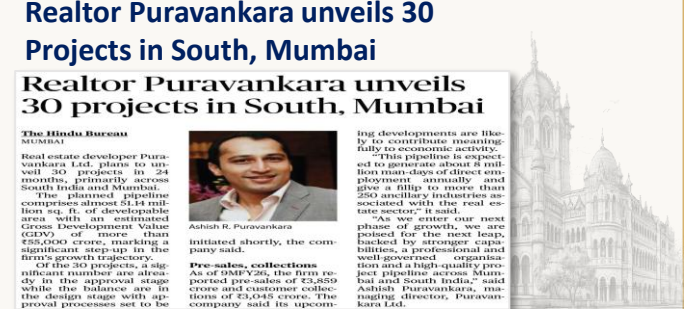 Realtor Puravankara unveils 30
Projects in South, Mumbai
Realtor Puravankara unveils
30 projects in South, Mumbai
The Hindu Bureau
MUMBAI
Real estate developer Pura-
vankara Ltd. plans to un-
veil 30 projects in 24
months, primarily across
South India and Mumbai.
The planned pipeline
comprises almost 51.14 mil-
lion sq. ft. of developable
area with an estimated
Gross Development Value
(GDV) of more than
₹55,000 crore, marking a
significant step-up in the
firm's growth trajectory.
Of the 30 projects, a sig-
nificant number are alrea-
dy in the approval stage
while the balance are in
the design stage with ap-
proval processes set to be
Ashish R. Puravankara
initiated shortly, the com-
pany said.
Pre-sales, collections
As of 9MFY26, the firm re-
ported pre-sales of ₹3,859
crore and customer collec-
tions of ₹3,045 crore. The
company said its upcom-
ing developments are like-
ly to contribute meaning-
fully to economic activity.
"This pipeline is expect-
ed to generate about 8 mil-
lion man-days of direct em-
ployment annually and
give a fillip to more than
250 ancillary industries as-
sociated with the real es-
tate sector," it said.
"As we enter our next
phase of growth, we are
poised for the next leap,
backed by stronger capa-
bilities, a professional and
well-governed organisa-
tion and a high-quality pro-
ject pipeline across Mum-
bai and South India," said
Ashish Puravankara, ma-
naging director, Puravan-
kara Ltd.